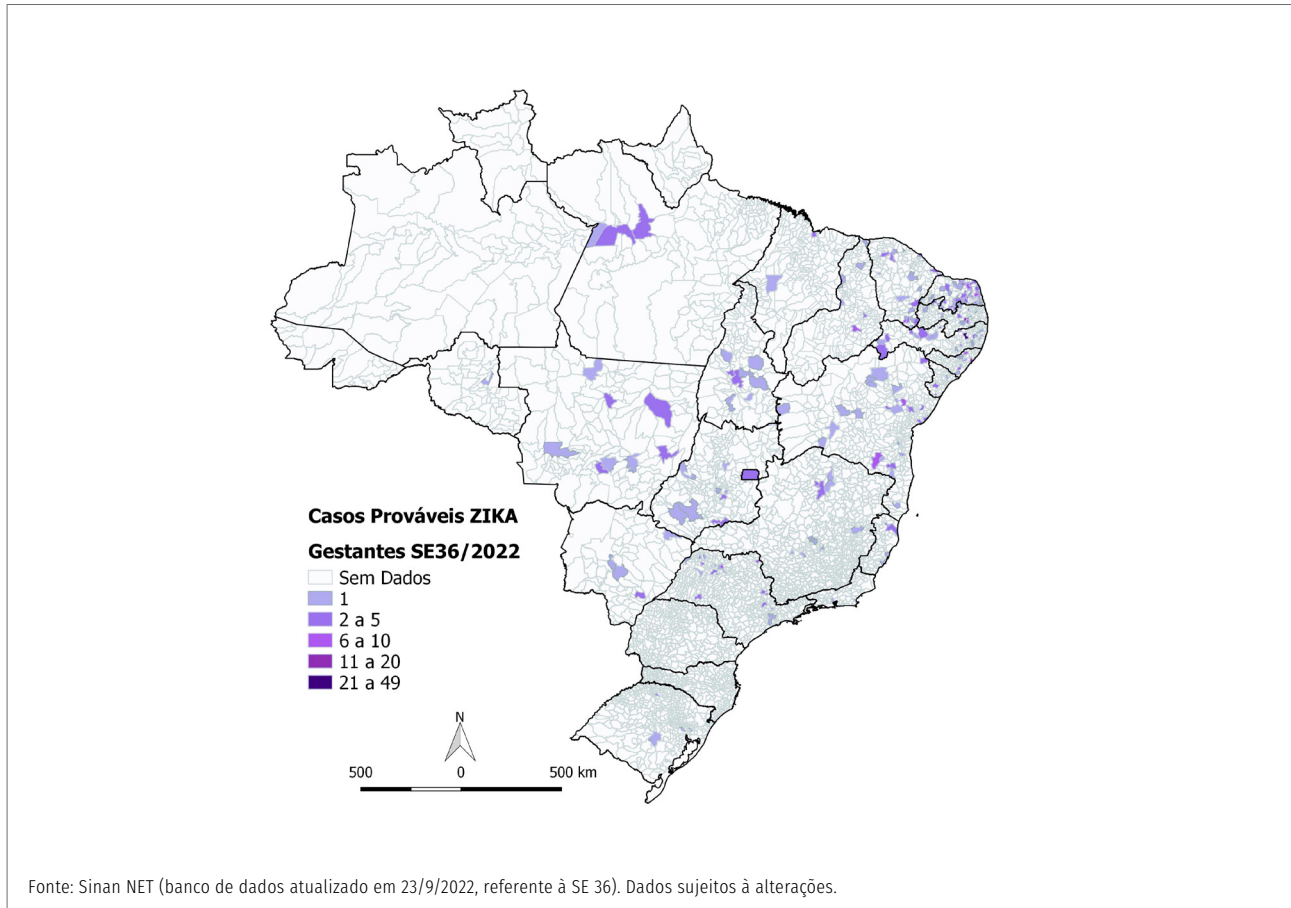 Casos Prováveis ZIKA
Gestantes SE36/2022
Sem Dados
1
2 a 5
6 a 10
11 a 20
21 a 49
N
500 0 500 km
Fonte: Sinan NET (banco de dados atualizado em 23/9/2022, referente à SE 36). Dados sujeitos à alterações.